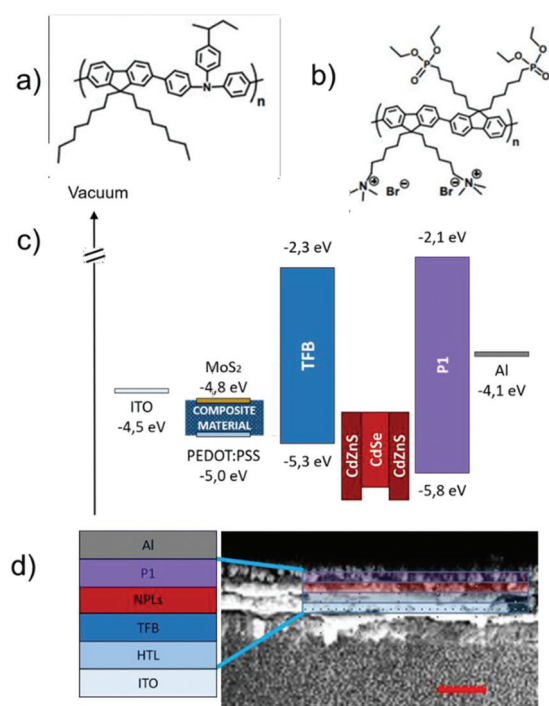 a)
N
n
b)
O
O
P
O
O
O
P
O
n
N
⊕
Br
⊖
Br
⊖
N
⊕
Vacuum
c)
-2,3 eV
-2,1 eV
TFB
P1
MoS₂
-4,8 eV
ITO
-4,5 eV
COMPOSITE
MATERIAL
PEDOT:PSS
-5,0 eV
Al
-4,1 eV
CdZnS
CdSe
CdZnS
-5,3 eV
-5,8 eV
d)
Al
P1
NPLs
TFB
HTL
ITO